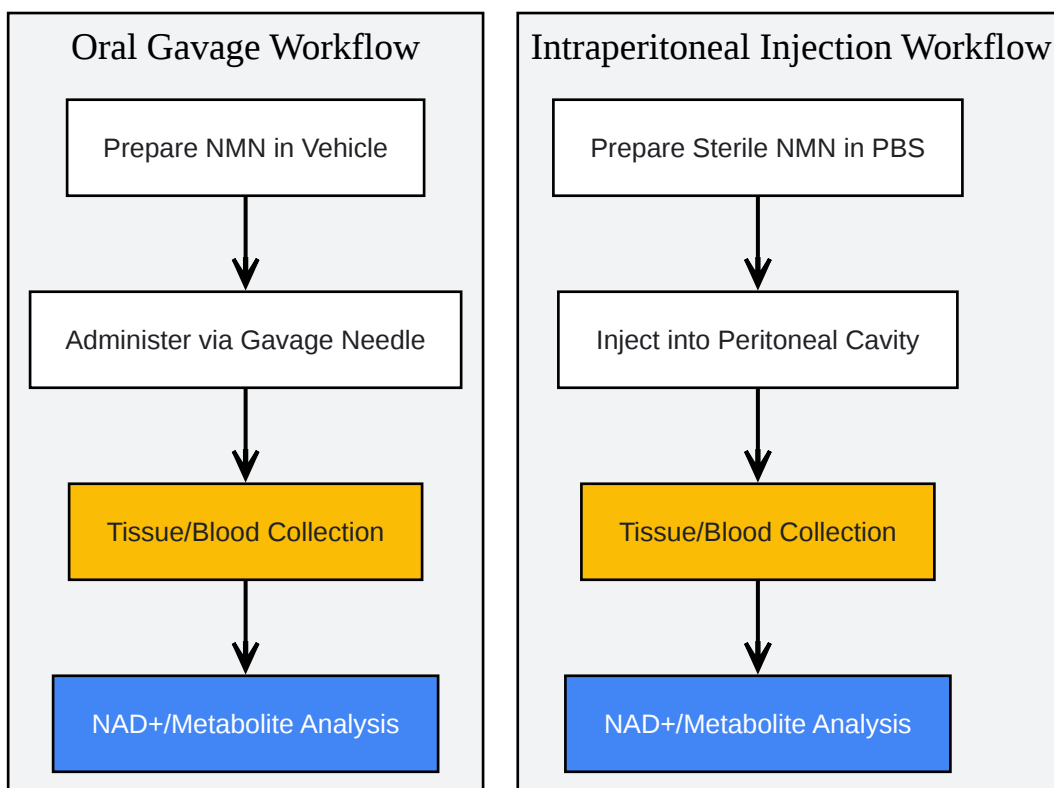 Oral Gavage Workflow
Prepare NMN in Vehicle
Administer via Gavage Needle
Tissue/Blood Collection
NAD+/Metabolite Analysis
Intraperitoneal Injection Workflow
Prepare Sterile NMN in PBS
Inject into Peritoneal Cavity
Tissue/Blood Collection
NAD+/Metabolite Analysis